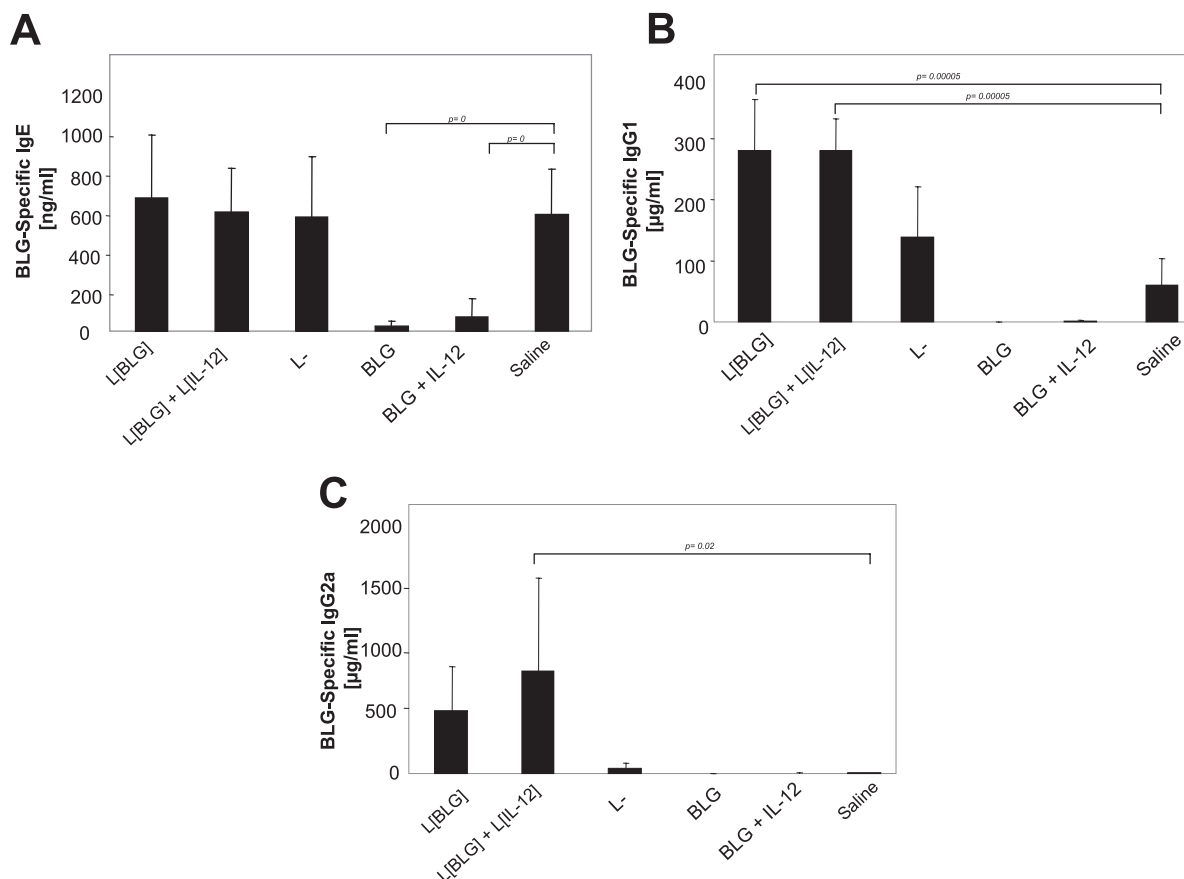 A
BLG-Specific IgE
[ng/ml]
1200
1000
800
600
400
200
0
p= 0
p= 0
L[BLG]
L[BLG] + L[IL-12]
L-
BLG
BLG + IL-12
Saline
B
BLG-Specific IgG1
[µg/ml]
400
300
200
100
0
p= 0.00005
p= 0.00005
L[BLG]
L[BLG] + L[IL-12]
L-
BLG
BLG + IL-12
Saline
C
BLG-Specific IgG2a
[µg/ml]
2000
1500
1000
500
0
p= 0.02
L[BLG]
L[BLG] + L[IL-12]
L-
BLG
BLG + IL-12
Saline